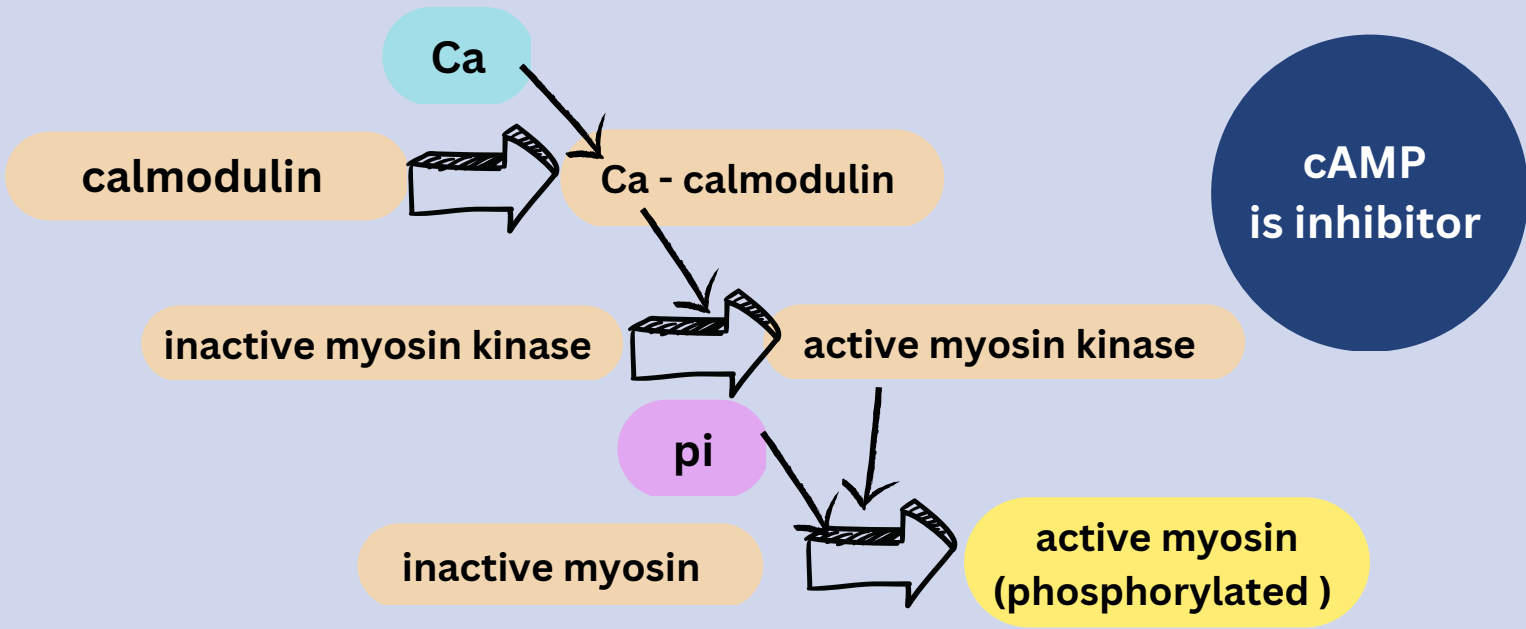 Ca
calmodulin
Ca - calmodulin
cAMP
is inhibitor
inactive myosin kinase
active myosin kinase
pi
inactive myosin
active myosin
(phosphorylated )